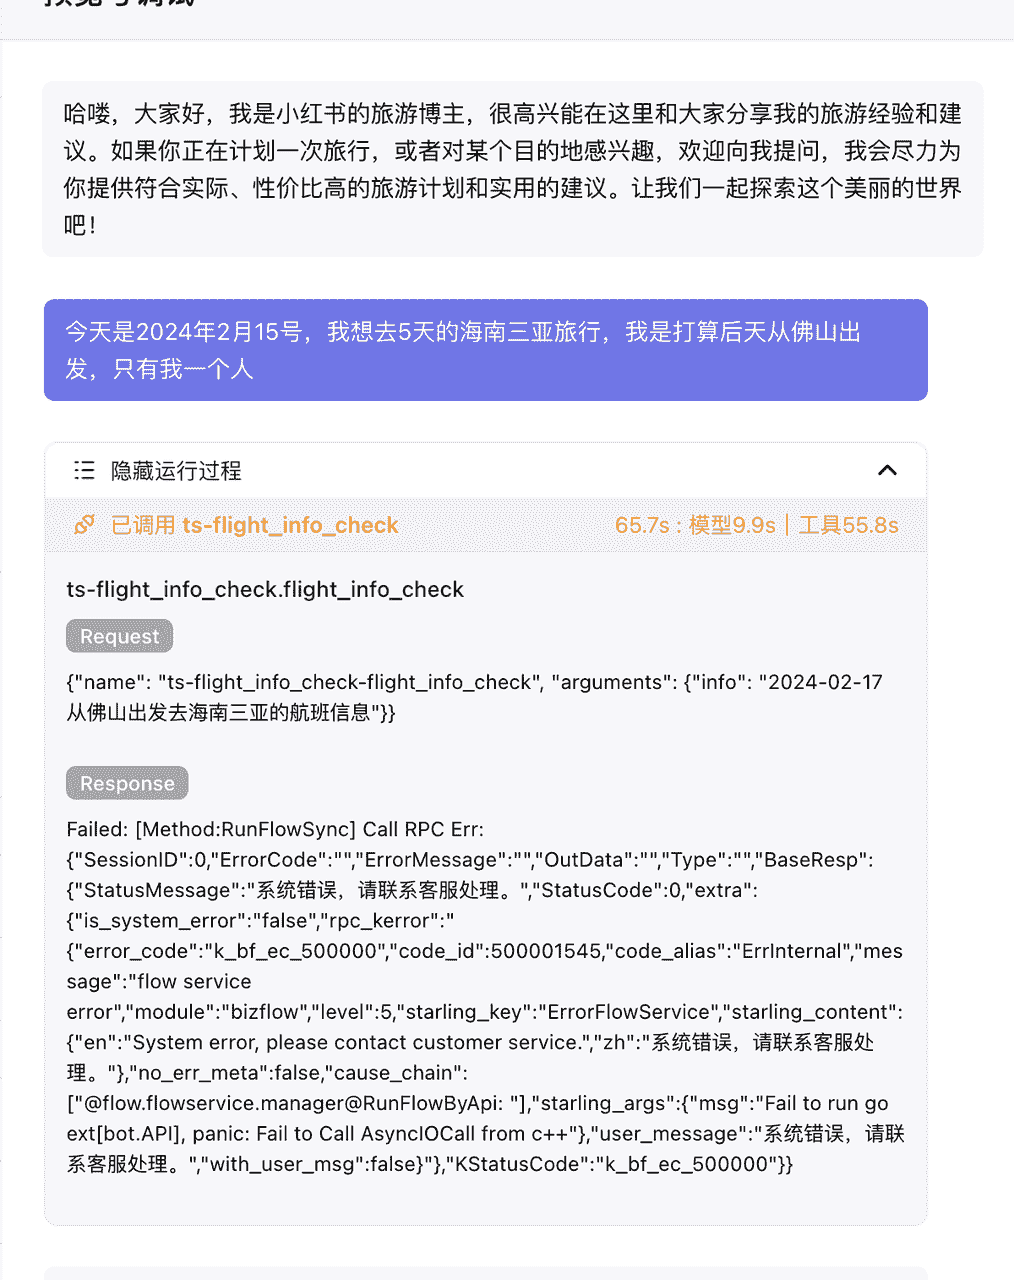 预览与调试
哈喽，大家好，我是小红书的旅游博主，很高兴能在这里和大家分享我的旅游经验和建
议。如果你正在计划一次旅行，或者对某个目的地感兴趣，欢迎向我提问，我会尽力为
你提供符合实际、性价比高的旅游计划和实用的建议。让我们一起探索这个美丽的世界
吧！
今天是2024年2月15号，我想去5天的海南三亚旅行，我是打算后天从佛山出
发，只有我一个人
隐藏运行过程
已调用 ts-flight_info_check 65.7s : 模型9.9s | 工具55.8s
ts-flight_info_check.flight_info_check
Request
{"name": "ts-flight_info_check-flight_info_check", "arguments": {"info": "2024-02-17
从佛山出发去海南三亚的航班信息"}}
Response
Failed: [Method:RunFlowSync] Call RPC Err:
{"SessionID":0,"ErrorCode":"","ErrorMessage":"","OutData":"","Type":"","BaseResp":
{"StatusMessage":"系统错误，请联系客服处理。","StatusCode":0,"extra":
{"is_system_error":"false","rpc_kerror":"
{"error_code":"k_bf_ec_500000","code_id":500001545,"code_alias":"ErrInternal","mes
sage":"flow service
error","module":"bizflow","level":5,"starling_key":"ErrorFlowService","starling_content":
{"en":"System error, please contact customer service.","zh":"系统错误，请联系客服处
理。"},"no_err_meta":false,"cause_chain":
["@flow.flowservice.manager@RunFlowByApi: "],"starling_args":{"msg":"Fail to run go
ext[bot.API], panic: Fail to Call AsyncIOCall from c++"},"user_message":"系统错误，请联
系客服处理。","with_user_msg":false}"},"KStatusCode":"k_bf_ec_500000"}}